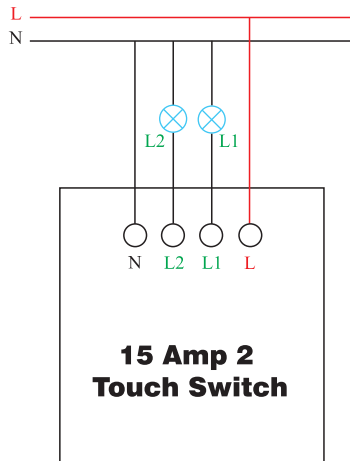 L
N
L2 L1
N L2 L1 L
15 Amp 2
Touch Switch